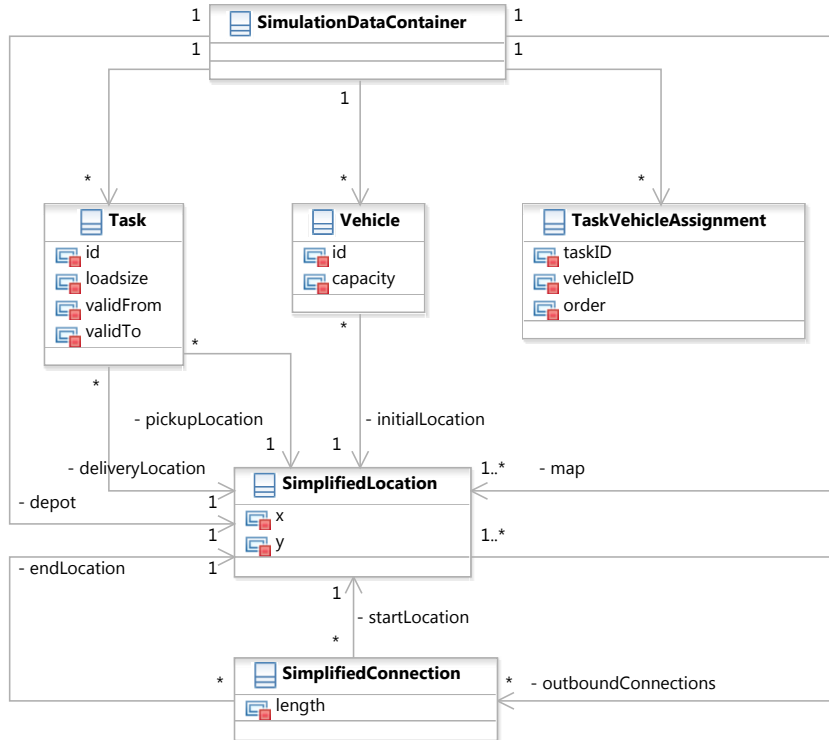 1
SimulationDataContainer
1
1
1
1
*
*
*
Task
id
loadsize
validFrom
validTo
Vehicle
id
capacity
TaskVehicleAssignment
taskID
vehicleID
order
*
*
*
- pickupLocation
- initialLocation
1
1
- deliveryLocation
1..*
- map
SimplifiedLocation
x
y
- depot
1
1
1..*
- endLocation
1
1
- startLocation
*
SimplifiedConnection
length
*
*
- outboundConnections